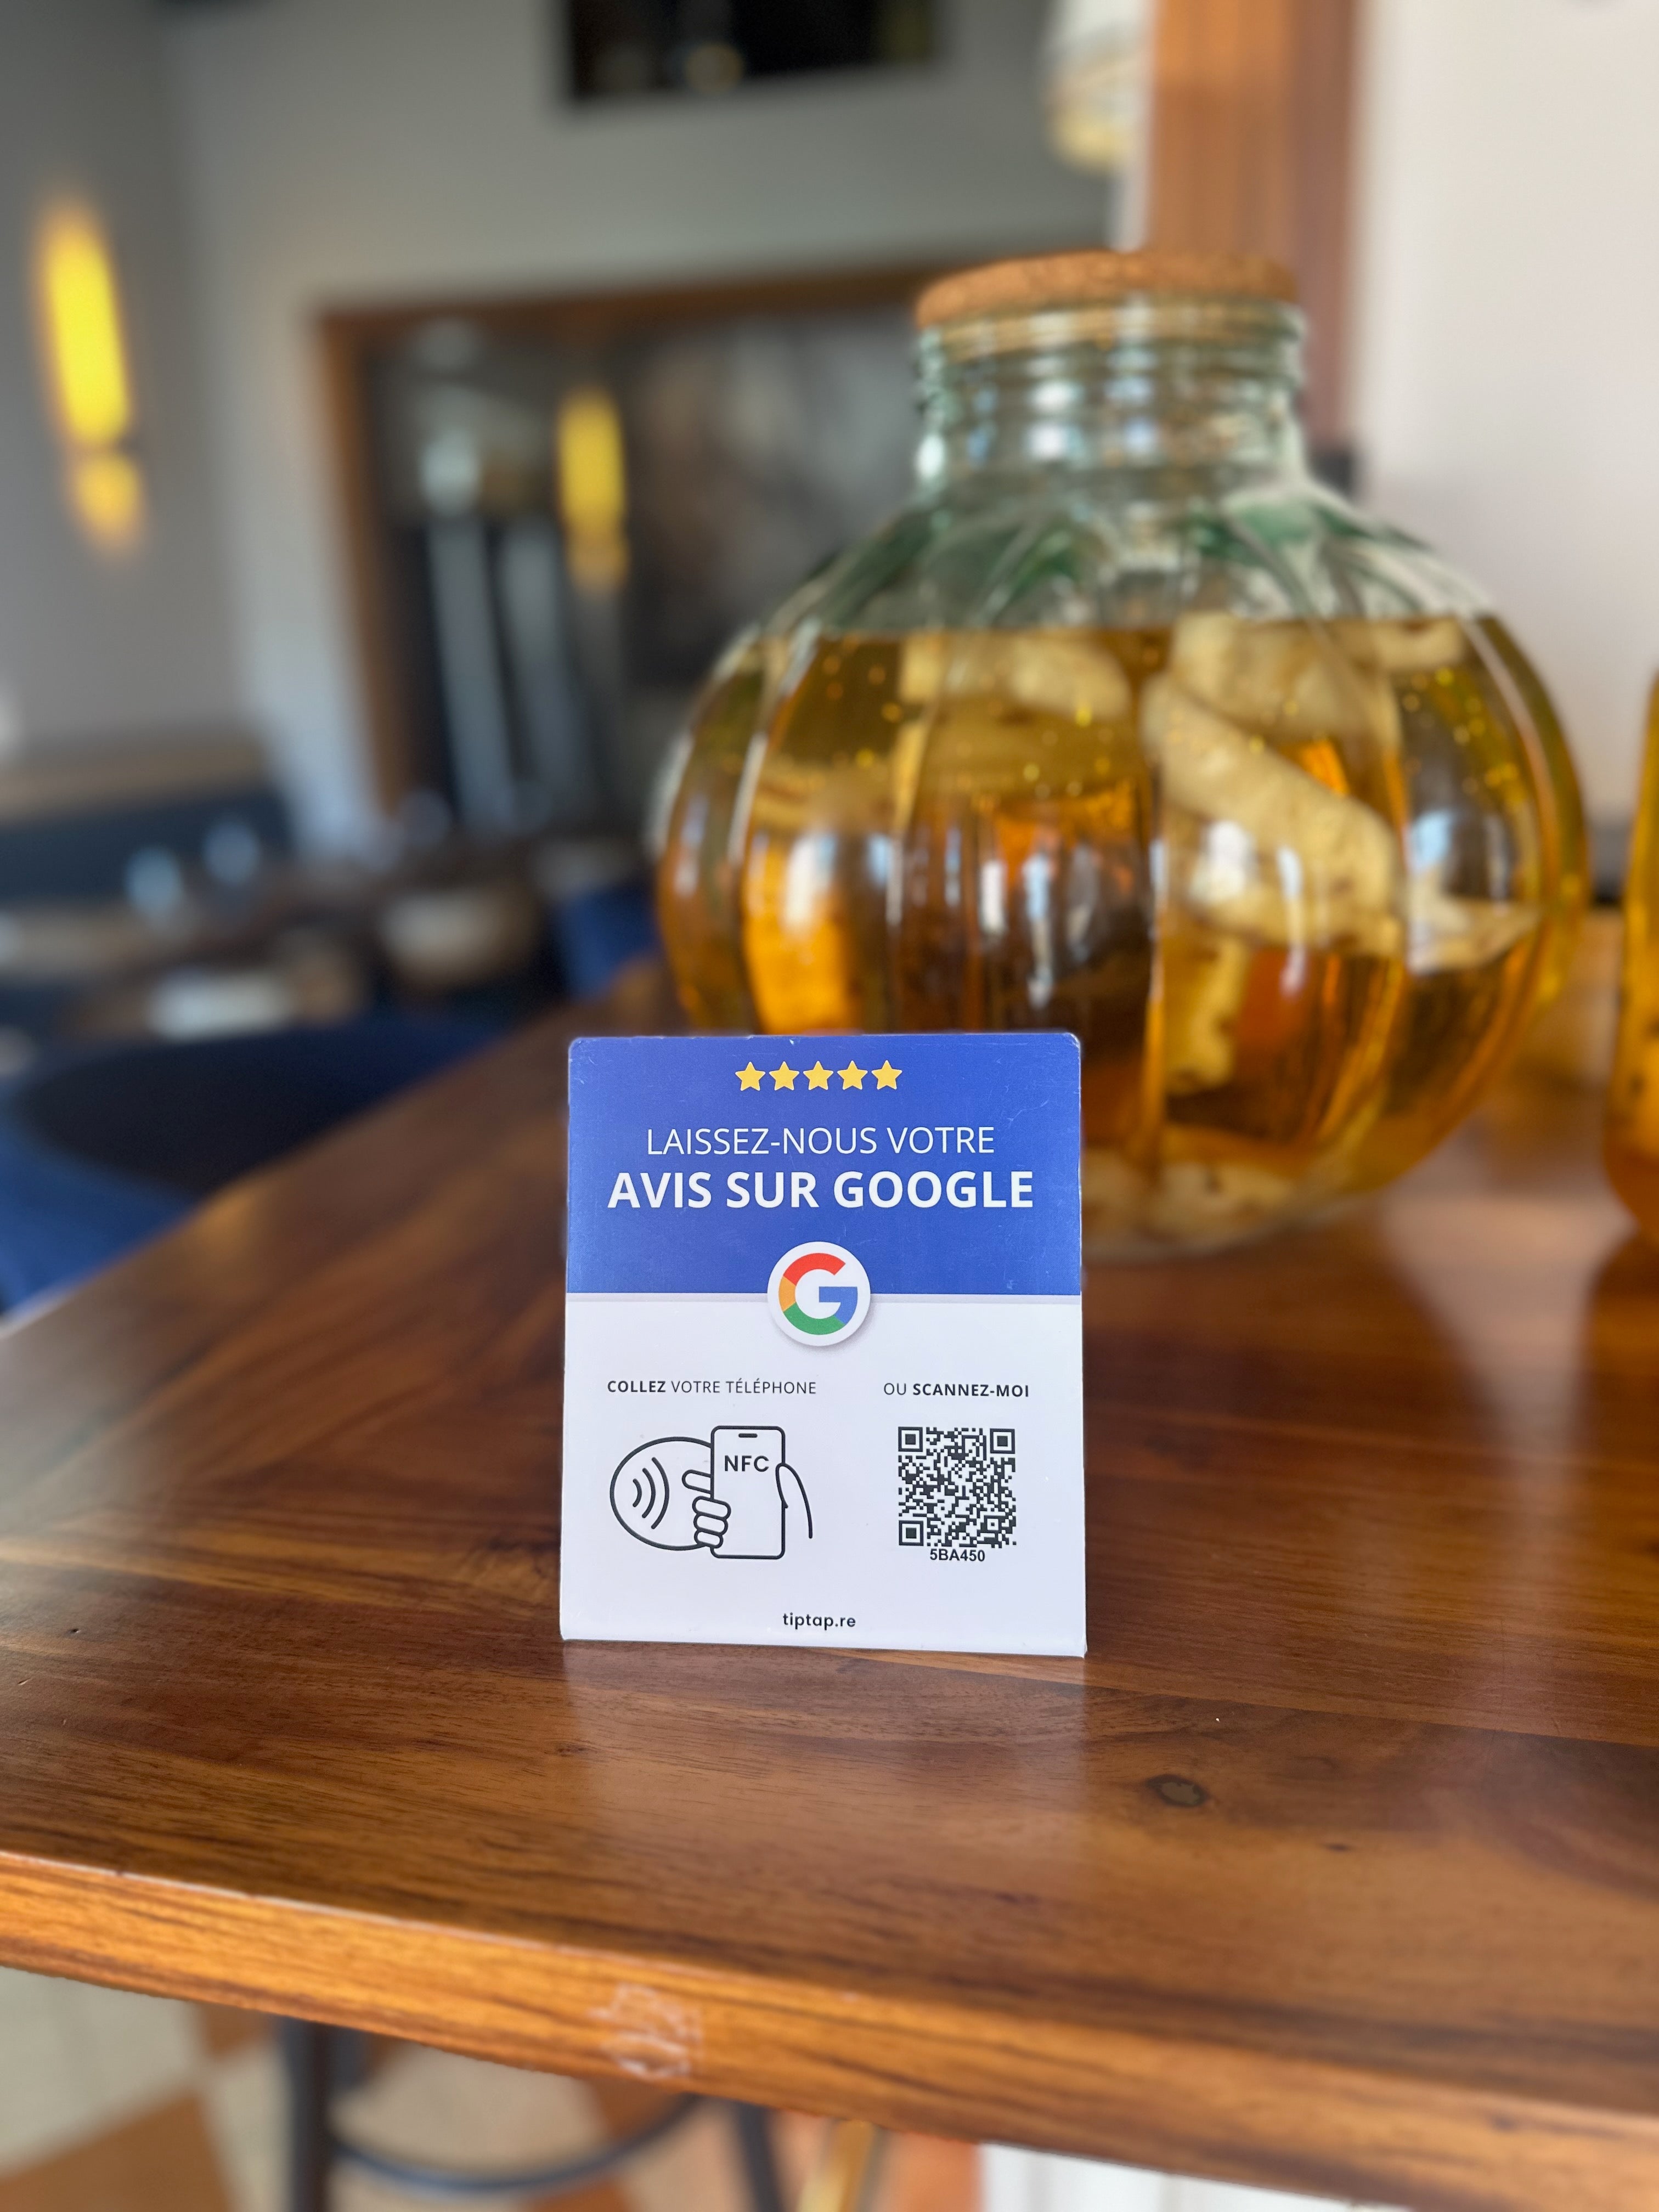 LAISSEZ-NOUS VOTRE
AVIS SUR GOOGLE
G
COLLEZ VOTRE TÉLÉPHONE
OU SCANNEZ-MOI
NFC
5BA450
tiptap.re